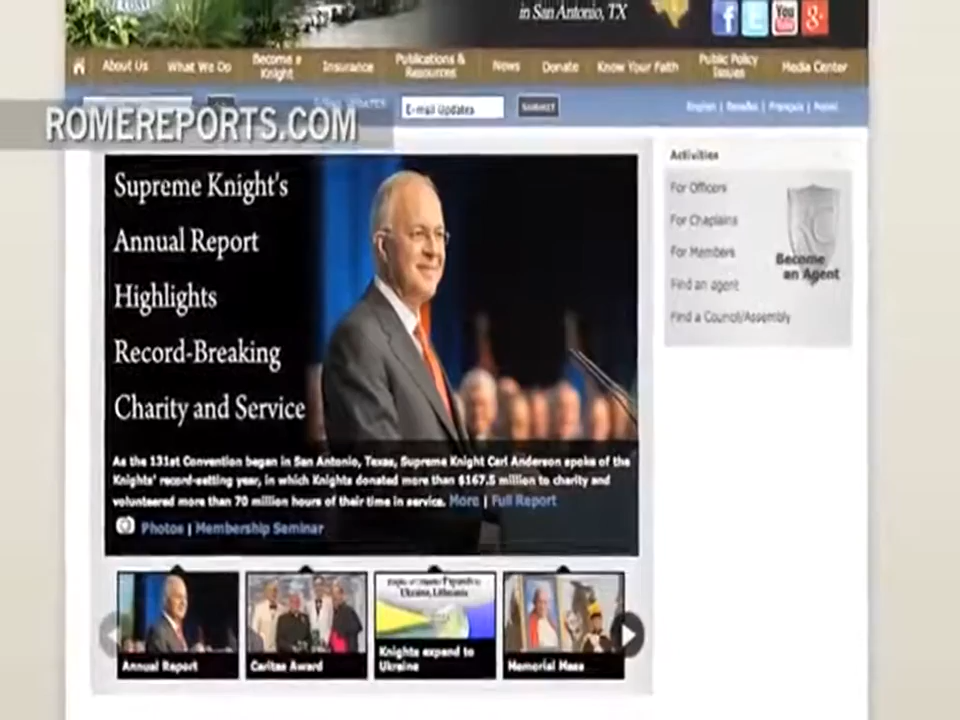 in San Antonio, TX
You
About Us
What We Do
Become a
Knight
Insurance
Publications &
Resources
News
Donate
Know Your Faith
Public Policy
Issues
Media Center
E-mail Updates
SUBMIT
English | Español | Français |
ROMEREPORTS.COM
Supreme Knight's
Annual Report
Highlights
Record-Breaking
Charity and Service
As the 131st Convention began in San Antonio, Texas, Supreme Knight Carl Anderson spoke of the
Knights' record-setting year, in which Knights donated more than $167.5 million to charity and
volunteered more than 70 million hours of their time in service. More | Full Report
Photos | Membership Seminar
Activities
For Officers
For Chaplains
For Members
Find an agent
Find a Council/Assembly
Become
an Agent
Annual Report
Caritas Award
Ukraine, Lithuania
Knights expand to
Ukraine
Memorial Mass